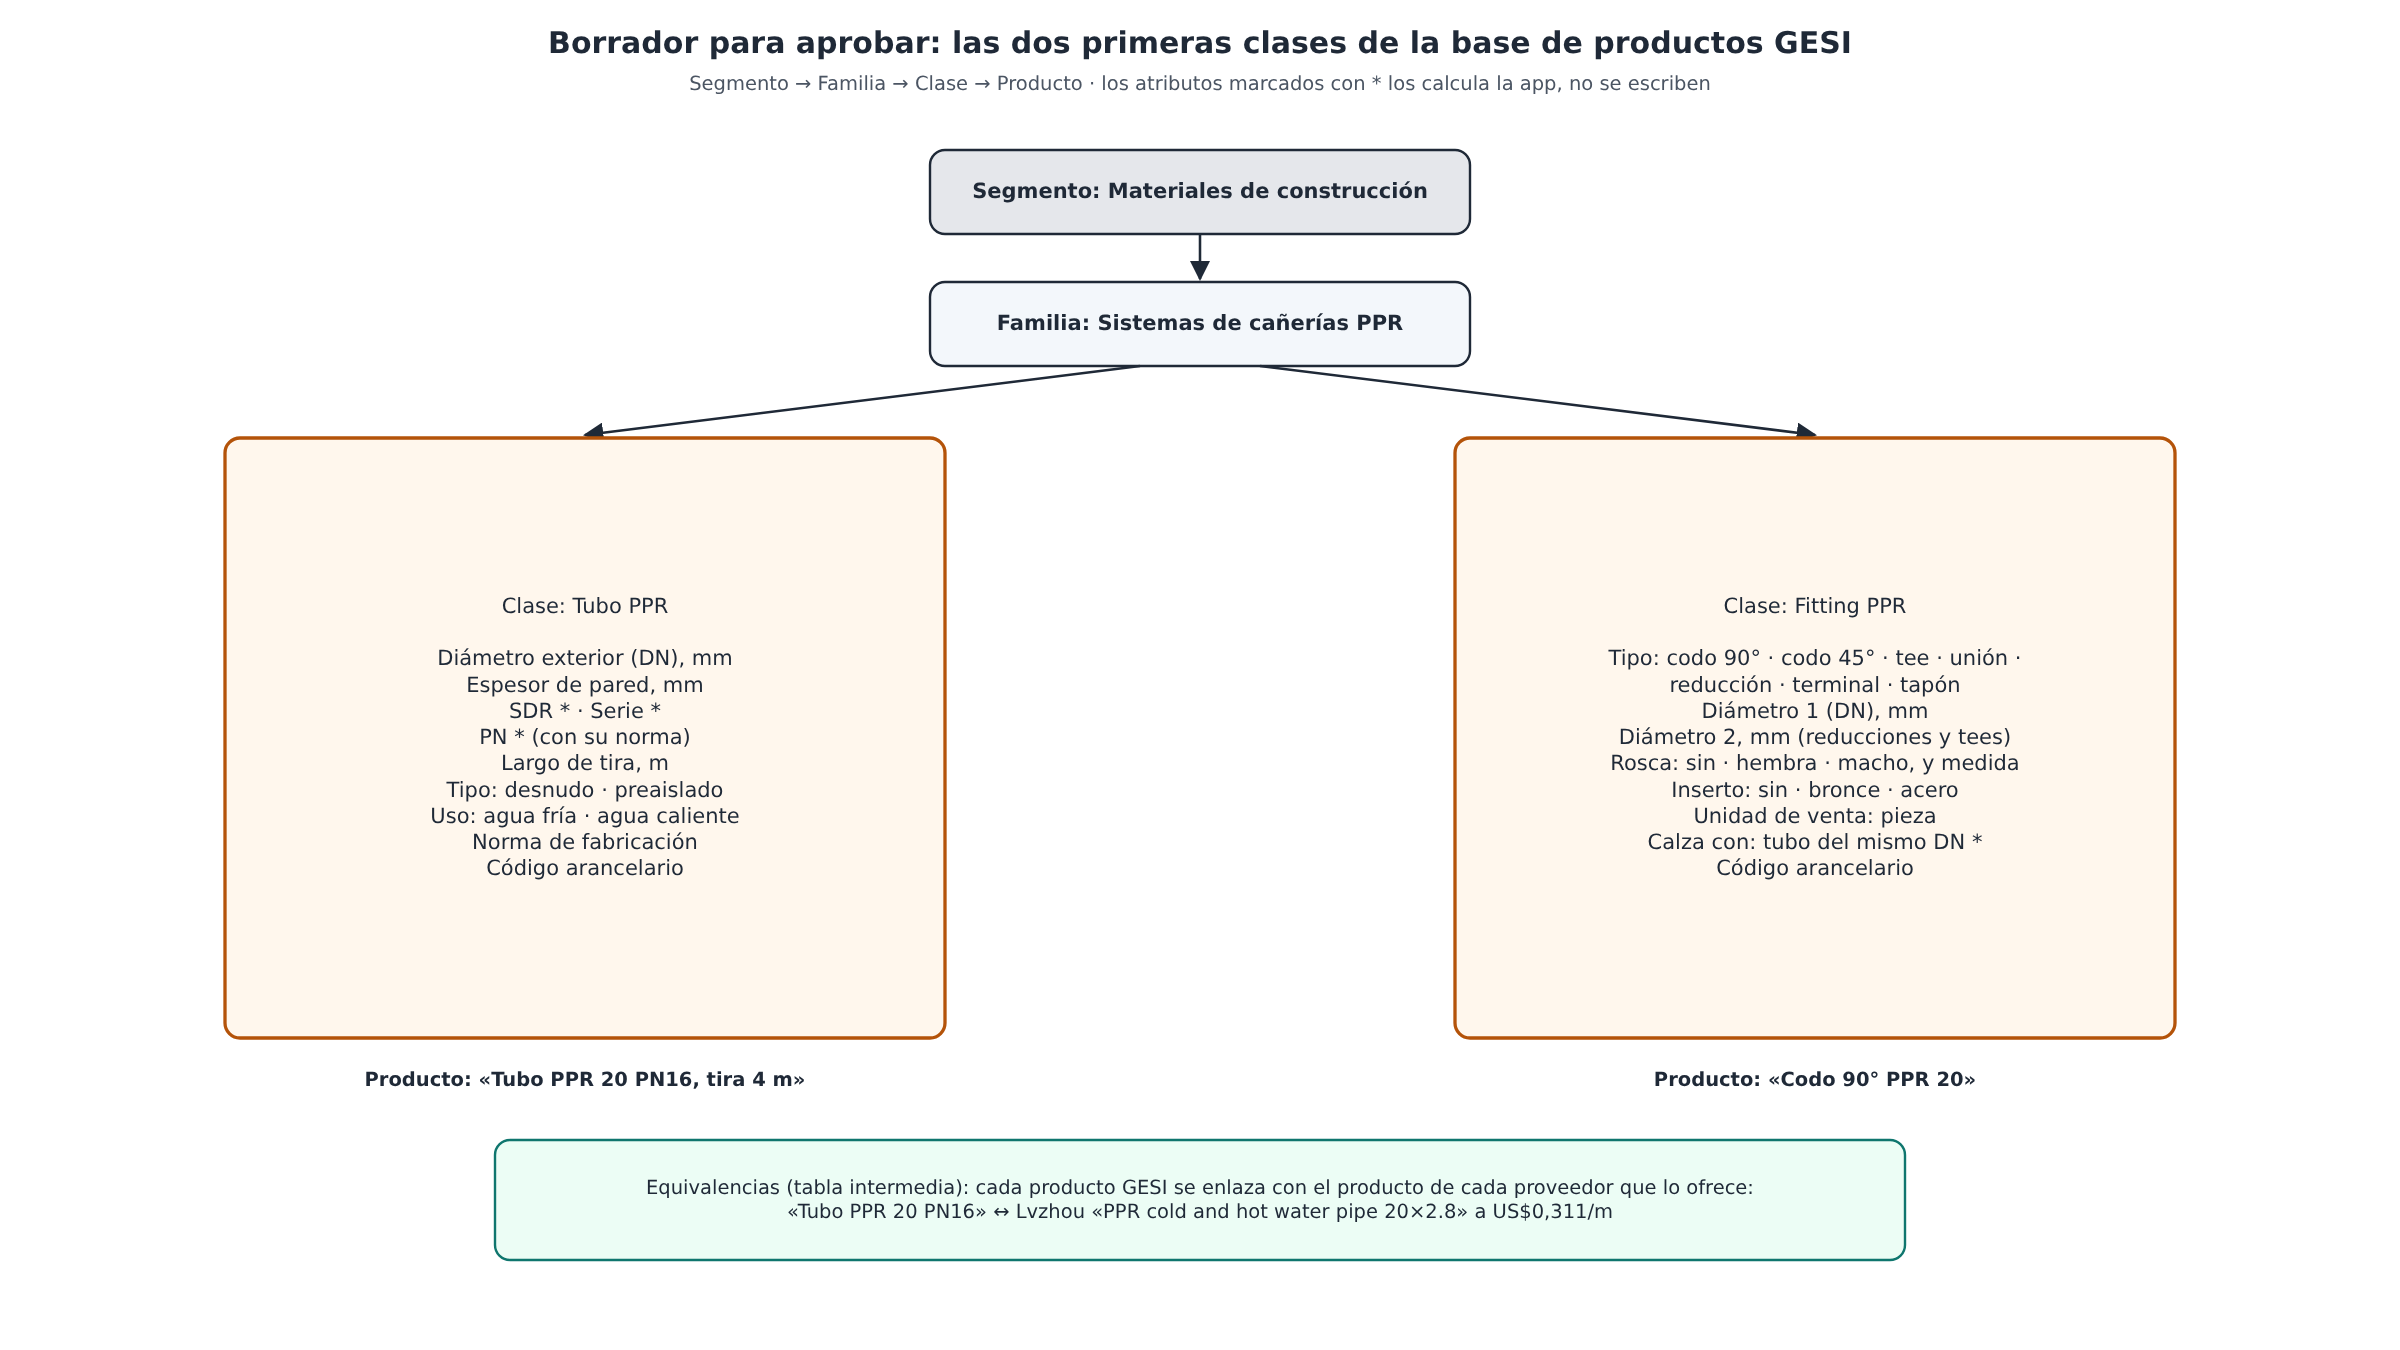 Borrador para aprobar: las dos primeras clases de la base de productos GESI
Segmento → Familia → Clase → Producto · los atributos marcados con * los calcula la app, no se escriben
Segmento: Materiales de construcción
Familia: Sistemas de cañerías PPR
Clase: Tubo PPR
Diámetro exterior (DN), mm
Espesor de pared, mm
SDR * · Serie *
PN * (con su norma)
Largo de tira, m
Tipo: desnudo · preaislado
Uso: agua fría · agua caliente
Norma de fabricación
Código arancelario
Clase: Fitting PPR
Tipo: codo 90° · codo 45° · tee · unión ·
reducción · terminal · tapón
Diámetro 1 (DN), mm
Diámetro 2, mm (reducciones y tees)
Rosca: sin · hembra · macho, y medida
Inserto: sin · bronce · acero
Unidad de venta: pieza
Calza con: tubo del mismo DN *
Código arancelario
Producto: «Tubo PPR 20 PN16, tira 4 m»
Producto: «Codo 90° PPR 20»
Equivalencias (tabla intermedia): cada producto GESI se enlaza con el producto de cada proveedor que lo ofrece:
«Tubo PPR 20 PN16» ↔ Lvzhou «PPR cold and hot water pipe 20×2.8» a US$0,311/m